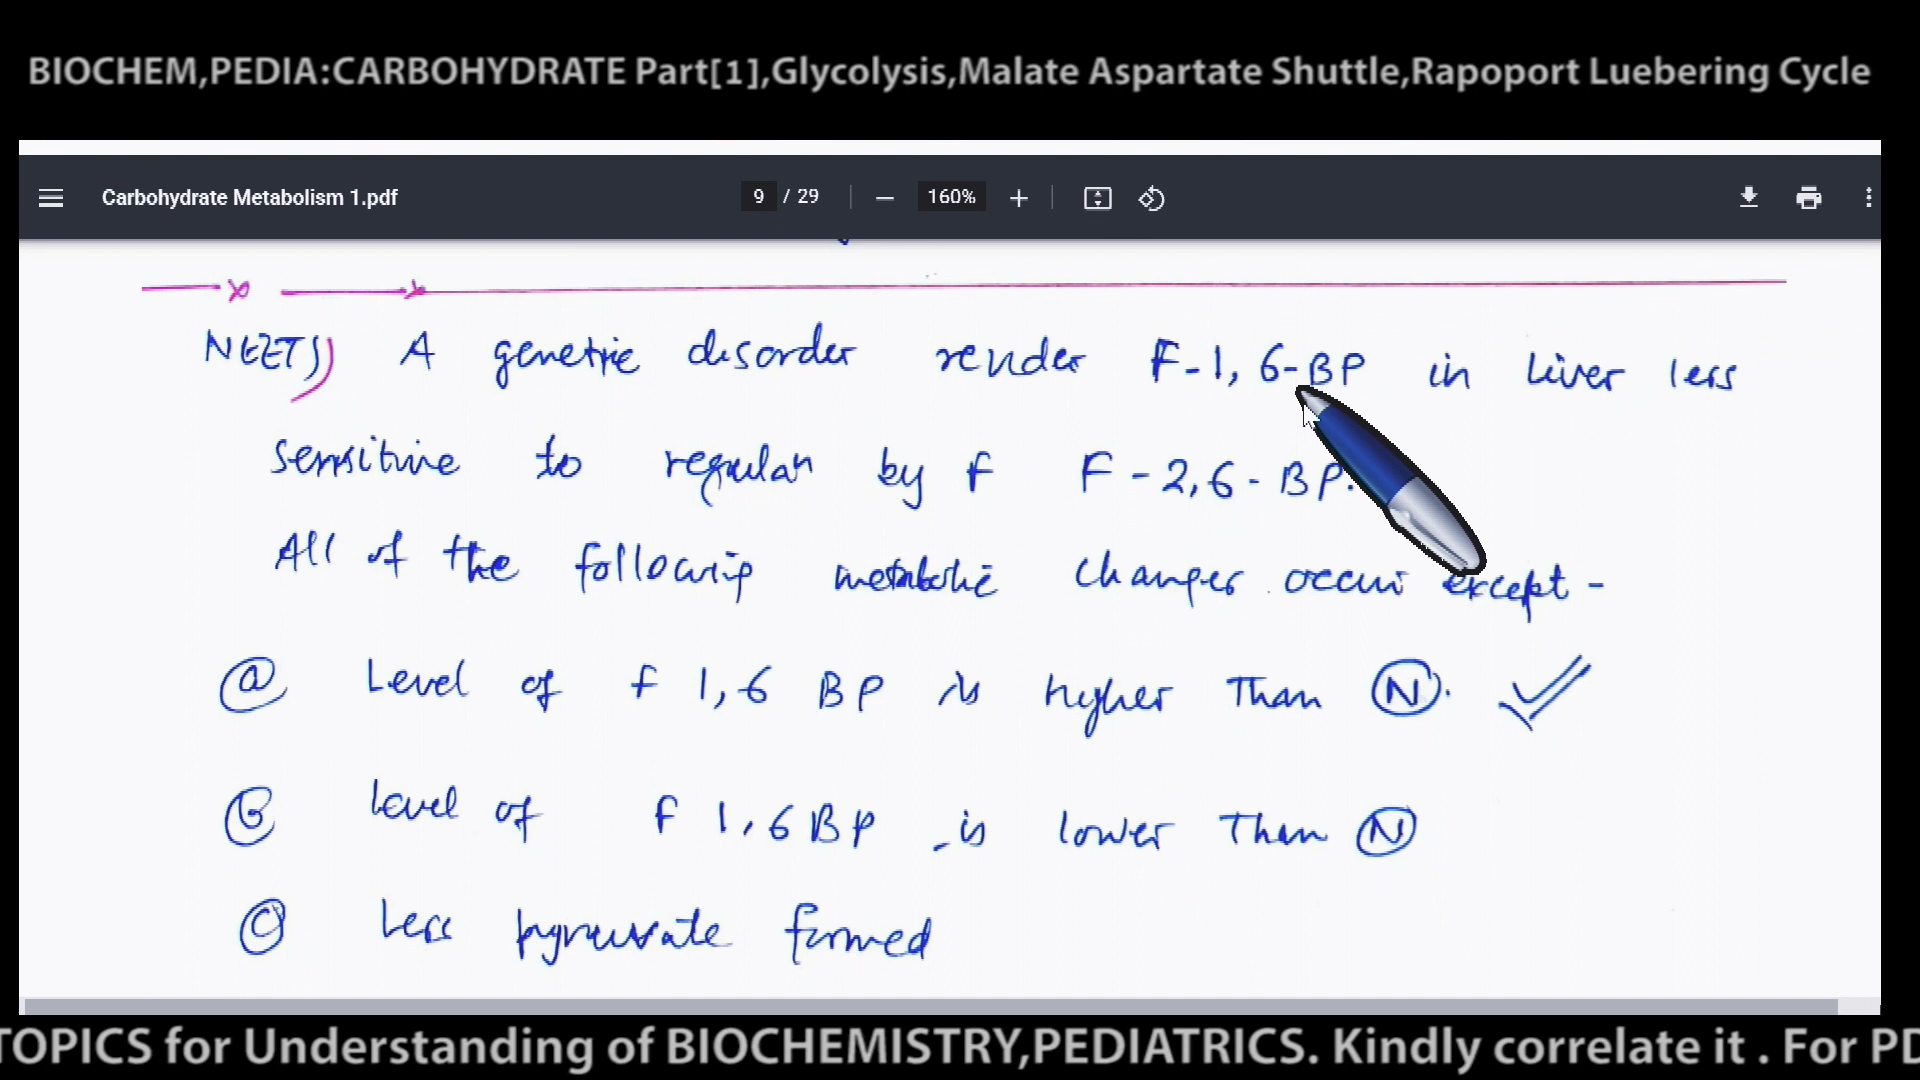 BIOCHEM,PEDIA:CARBOHYDRATE Part[1],Glycolysis,Malate Aspartate Shuttle,Rapoport Luebering Cycle
Carbohydrate Metabolism 1.pdf 9 / 29 160%
A genetic disorder render F-1,6-BP in liver less
sensitive to regulan by f F-2,6-BP.
All of the following metabolic changes occur except-
(a) Level of f 1,6 BP is higher Than (N).
(B) level of f 1,6 BP is lower Than (N)
(C) Less pyruvate formed
TOPICS for Understanding of BIOCHEMISTRY,PEDIATRICS. Kindly correlate it . For PD